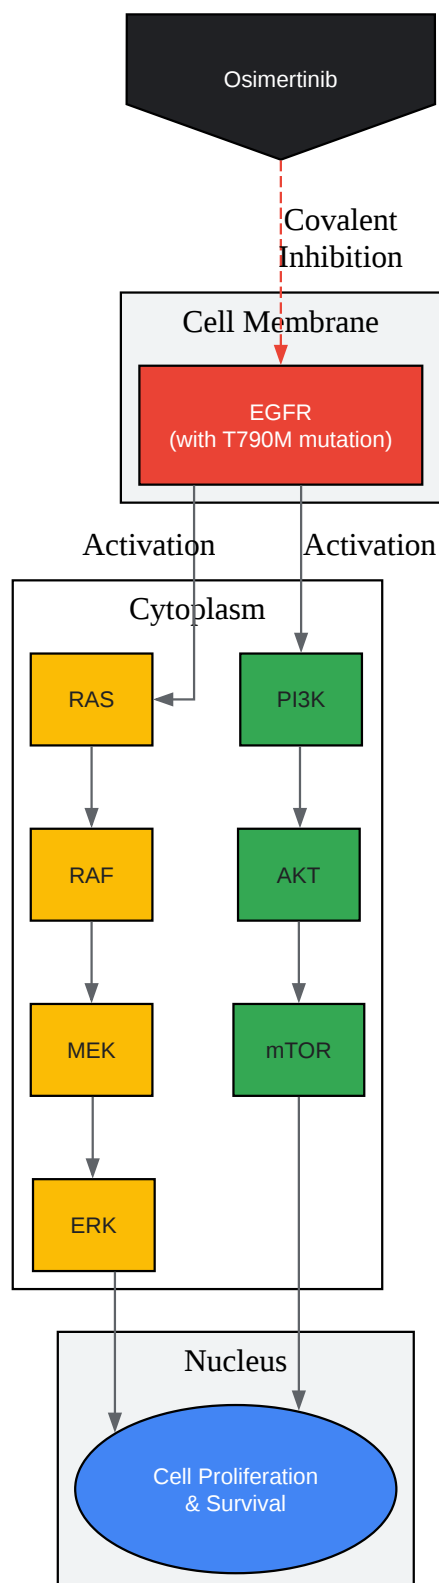 Osimertinib
Covalent
Inhibition
Cell Membrane
EGFR
(with T790M mutation)
Activation
Activation
Cytoplasm
RAS
PI3K
RAF
AKT
MEK
mTOR
ERK
Nucleus
Cell Proliferation
& Survival